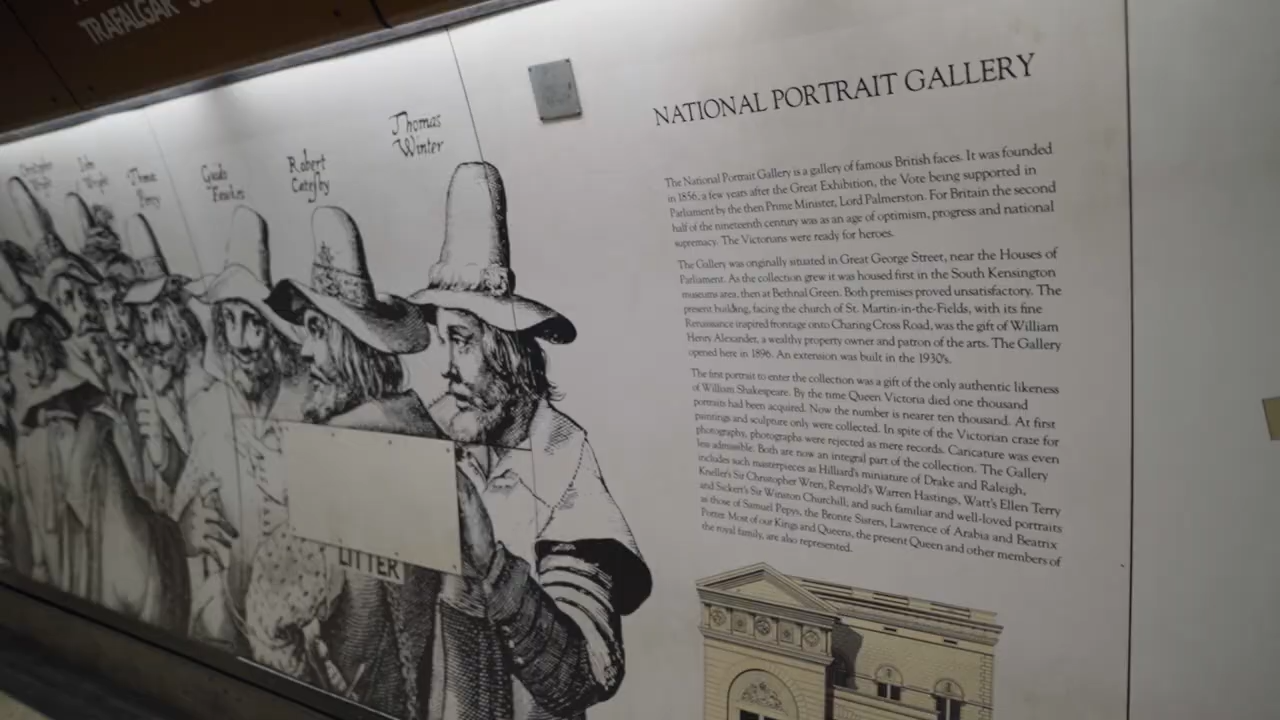 TRAFALGAR
Thomas
Winter
Robert
Catesby
Guido
Fawkes
Thomas
Percy
John
Wright
NATIONAL PORTRAIT GALLERY
The National Portrait Gallery is a gallery of famous British faces. It was founded
in 1856, a few years after the Great Exhibition, the Vote being supported in
Parliament by the then Prime Minister, Lord Palmerston. For Britain the second
half of the nineteenth century was as an age of optimism, progress and national
supremacy. The Victorians were ready for heroes.
The Gallery was originally situated in Great George Street, near the Houses of
Parliament. As the collection grew it was housed first in the South Kensington
museums area, then at Bethnal Green. Both premises proved unsatisfactory. The
present building, facing the church of St. Martin-in-the-Fields, with its fine
Renaissance inspired frontage onto Charing Cross Road, was the gift of William
Henry Alexander, a wealthy property owner and patron of the arts. The Gallery
opened here in 1896. An extension was built in the 1930's.
The first portrait to enter the collection was a gift of the only authentic likeness
of William Shakespeare. By the time Queen Victoria died one thousand
portraits had been acquired. Now the number is nearer ten thousand. At first
paintings and sculpture only were collected. In spite of the Victorian craze for
photography, photographs were rejected as mere records. Caricature was even
less admissible. Both are now an integral part of the collection. The Gallery
includes such masterpieces as Hilliard's miniature of Drake and Raleigh,
Kneller's Sir Christopher Wren, Reynold's Warren Hastings, Watt's Ellen Terry
and Sickert's Sir Winston Churchill; and such familiar and well-loved portraits
as those of Samuel Pepys, the Bronte Sisters, Lawrence of Arabia and Beatrix
Potter. Most of our Kings and Queens, the present Queen and other members of
the royal family, are also represented.
LITTER